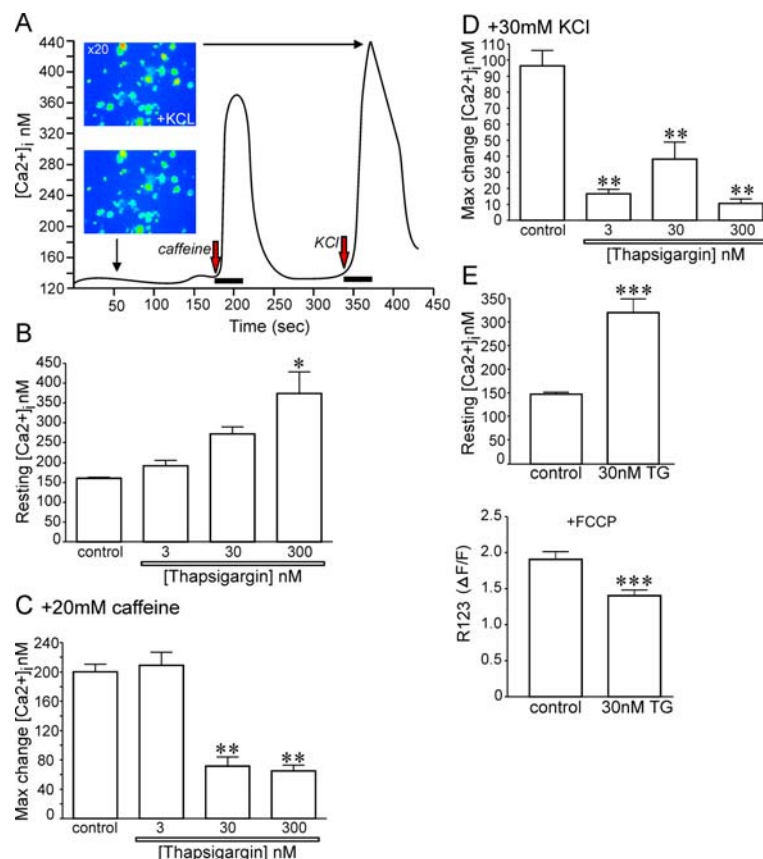 A
440
400
360
320
280
240
200
160
120
[Ca2+]i nM
x20
+KCL
caffeine
KCl
50 100 150 200 250 300 350 400 450
Time (sec)
B
450
400
350
300
250
200
150
100
50
0
Resting [Ca2+]i nM
*
control 3 30 300
[Thapsigargin] nM
C +20mM caffeine
240
200
160
200
80
40
0
Max change [Ca2+]i nM
** **
control 3 30 300
[Thapsigargin] nM
D +30mM KCl
110
100
90
80
70
60
50
40
30
20
10
0
Max change [Ca2+]i nM
** ** **
control 3 30 300
[Thapsigargin] nM
E
350
300
250
200
150
100
50
0
Resting [Ca2+]i nM
***
control 30nM TG
+FCCP
2.5
2.0
1.5
1.0
0.5
0
R123 (ΔF/F)
***
control 30nM TG